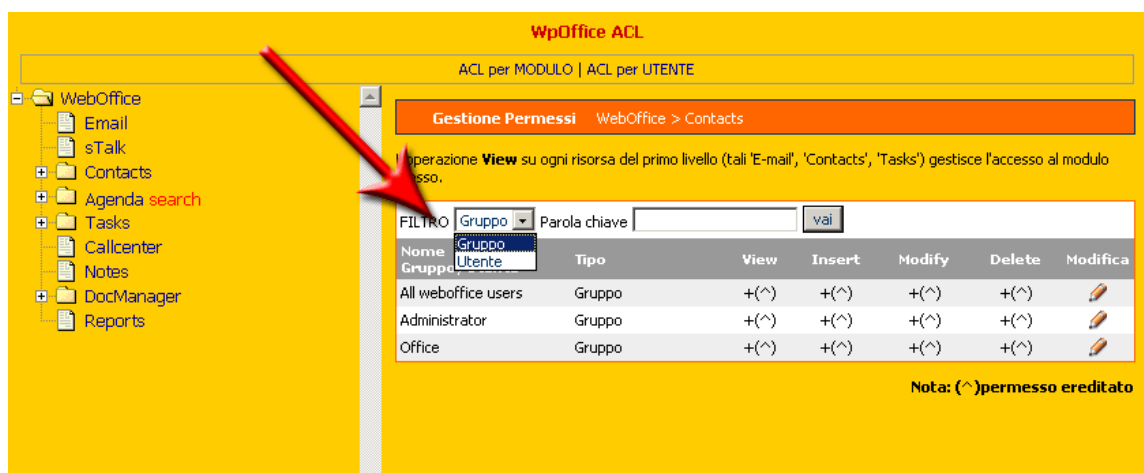 WpOffice ACL
ACL per MODULO | ACL per UTENTE
WebOffice
Email
sTalk
Contacts
Agenda search
Tasks
Callcenter
Notes
DocManager
Reports
Gestione Permessi WebOffice > Contacts
operazione View su ogni risorsa del primo livello (tali 'E-mail', 'Contacts', 'Tasks') gestisce l'accesso al modulo
sso.
FILTRO Gruppo Parola chiave vai
Gruppo
Utente
Nome Tipo View Insert Modify Delete Modifica
Gruppo
All weboffice users Gruppo +(^) +(^) +(^) +(^)
Administrator Gruppo +(^) +(^) +(^) +(^)
Office Gruppo +(^) +(^) +(^) +(^)
Nota: (^)permesso ereditato